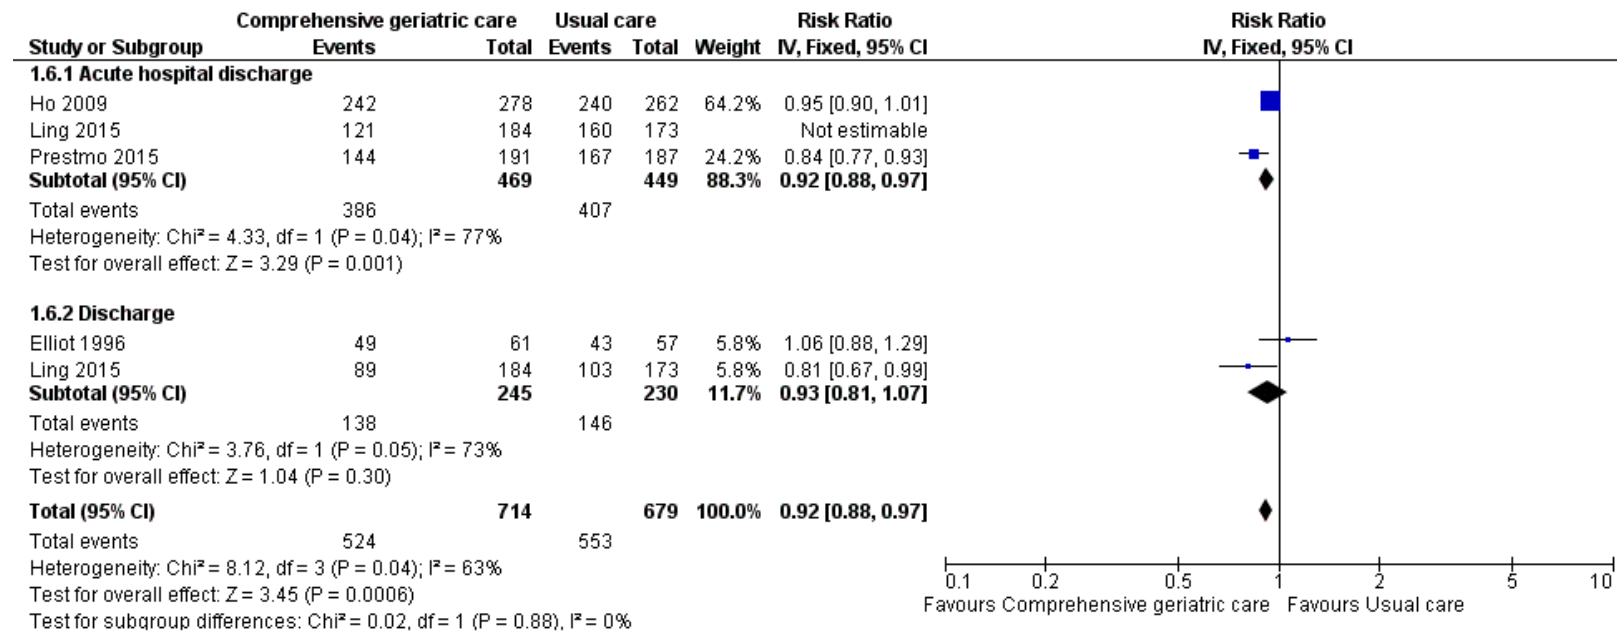 Comprehensive geriatric care Usual care Risk Ratio Risk Ratio
Study or Subgroup Events Total Events Total Weight IV, Fixed, 95% CI IV, Fixed, 95% CI
1.6.1 Acute hospital discharge
Ho 2009 242 278 240 262 64.2% 0.95 [0.90, 1.01]
Ling 2015 121 184 160 173 Not estimable
Prestmo 2015 144 191 167 187 24.2% 0.84 [0.77, 0.93]
Subtotal (95% CI) 469 449 88.3% 0.92 [0.88, 0.97]
Total events 386 407
Heterogeneity: Chi² = 4.33, df = 1 (P = 0.04); I² = 77%
Test for overall effect: Z = 3.29 (P = 0.001)
1.6.2 Discharge
Elliot 1996 49 61 43 57 5.8% 1.06 [0.88, 1.29]
Ling 2015 89 184 103 173 5.8% 0.81 [0.67, 0.99]
Subtotal (95% CI) 245 230 11.7% 0.93 [0.81, 1.07]
Total events 138 146
Heterogeneity: Chi² = 3.76, df = 1 (P = 0.05); I² = 73%
Test for overall effect: Z = 1.04 (P = 0.30)
Total (95% CI) 714 679 100.0% 0.92 [0.88, 0.97]
Total events 524 553
Heterogeneity: Chi² = 8.12, df = 3 (P = 0.04); I² = 63%
Test for overall effect: Z = 3.45 (P = 0.0006)
Test for subgroup differences: Chi² = 0.02, df = 1 (P = 0.88), I² = 0%
0.1 0.2 0.5 1 2 5 10
Favours Comprehensive geriatric care Favours Usual care